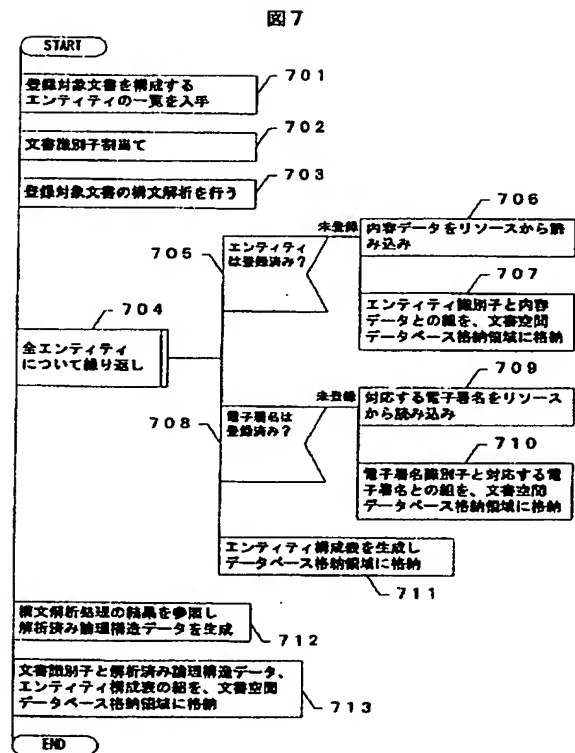 図7
START
登録対象文書を構成する
エンティティの一覧を入手
701
文書識別子割当て
702
登録対象文書の構文解析を行う
703
全エンティティ
について繰り返し
704
エンティティ
は登録済み?
705
未登録
内容データをリソースから読
み込み
706
エンティティ識別子と内容
データとの組を、文書空間
データベース格納領域に格納
707
電子署名は
登録済み?
708
未登録
対応する電子署名をリソース
から読み込み
709
電子署名識別子と対応する電
子署名との組を、文書空間
データベース格納領域に格納
710
エンティティ構成表を生成し
データベース格納領域に格納
711
構文解析処理の結果を参照し
解析済み論理構造データを生成
712
文書識別子と解析済み論理構造データ、
エンティティ構成表の組を、文書空間
データベース格納領域に格納
713
END